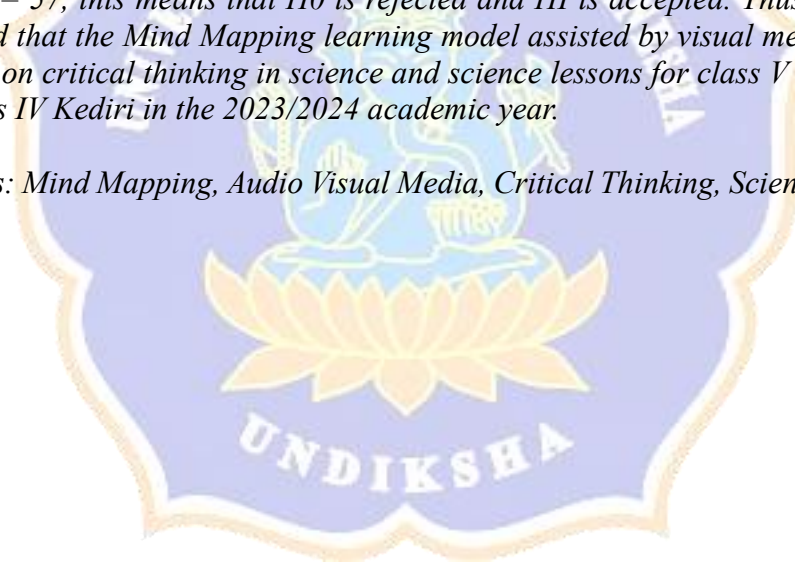 = 57, this means that H0 is rejected and H1 is accepted. Thus
d that the Mind Mapping learning model assisted by visual me
on critical thinking in science and science lessons for class V
s IV Kediri in the 2023/2024 academic year.
s: Mind Mapping, Audio Visual Media, Critical Thinking, Scien
UNDIKSHA